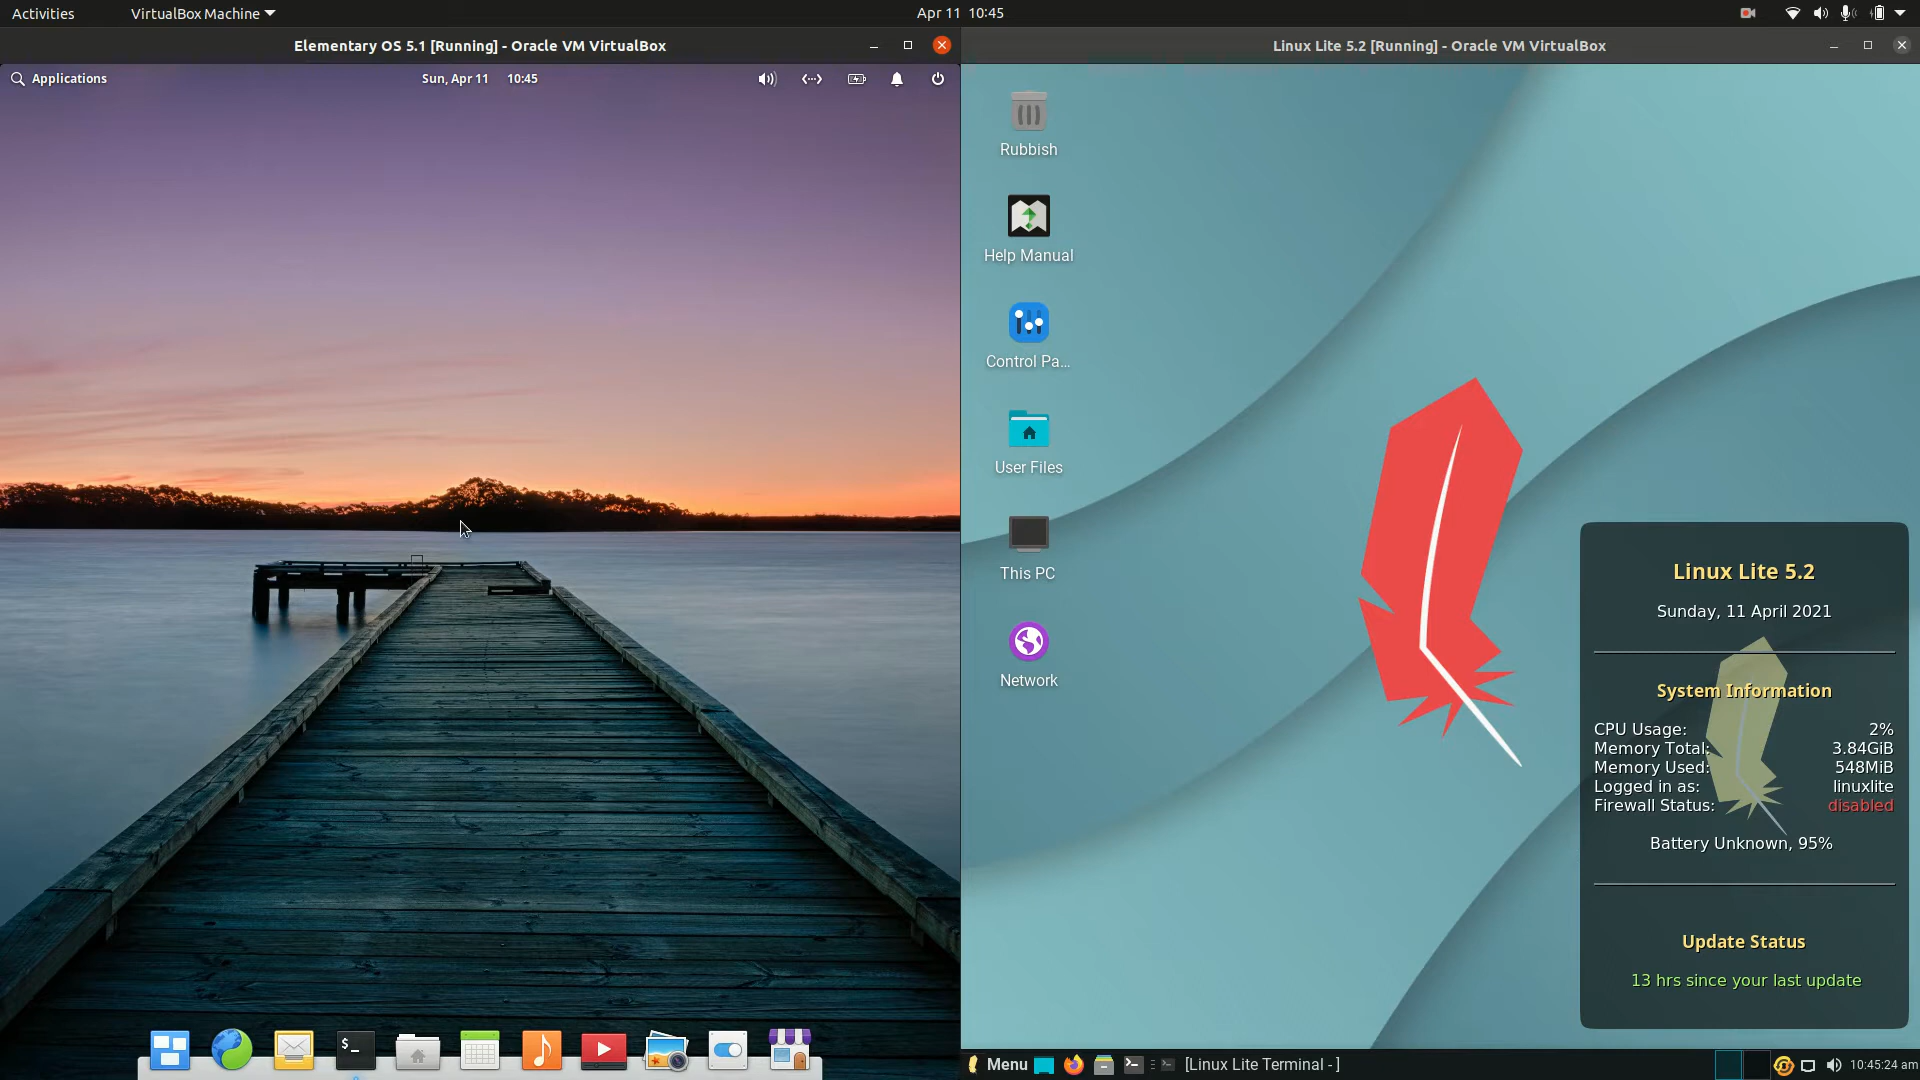 Activities
VirtualBox Machine
Apr 11 10:45
Elementary OS 5.1 [Running] - Oracle VM VirtualBox
Applications
Sun, Apr 11 10:45
$_
Linux Lite 5.2 [Running] - Oracle VM VirtualBox
Rubbish
Help Manual
Control Pa...
User Files
This PC
Network
Linux Lite 5.2
Sunday, 11 April 2021
System Information
CPU Usage: 2%
Memory Total: 3.84GiB
Memory Used: 548MiB
Logged in as: linuxlite
Firewall Status: disabled
Battery Unknown, 95%
Update Status
13 hrs since your last update
Menu
[Linux Lite Terminal - ]
10:45:24 am